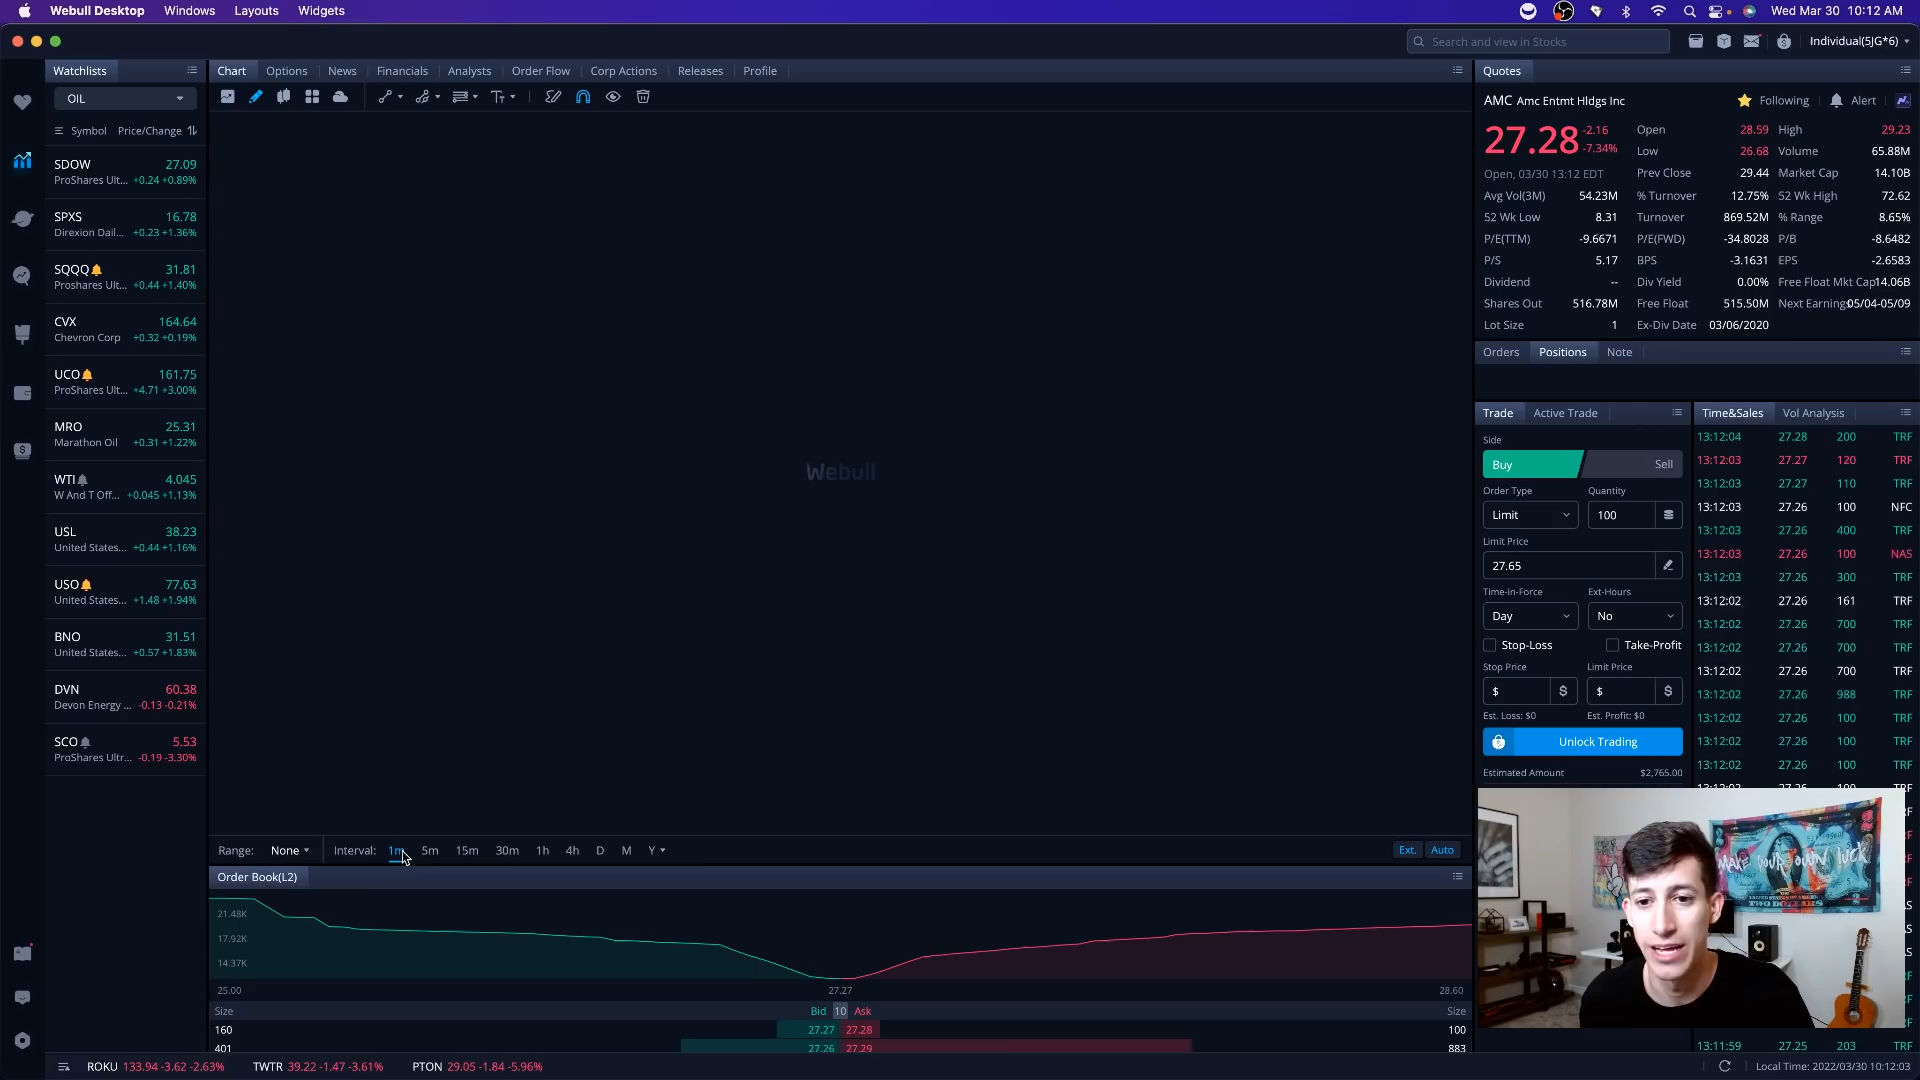 Webull Desktop Windows Layouts Widgets Wed Mar 30 10:12 AM
Search and view in Stocks Individual(5JG*6)
Watchlists
OIL
Symbol Price/Change
SDOW 27.09
ProShares Ult... +0.24 +0.89%
SPXS 16.78
Direxion Dail... +0.23 +1.36%
SQQQ 31.81
Proshares Ult... +0.44 +1.40%
CVX 164.64
Chevron Corp +0.32 +0.19%
UCO 161.75
ProShares Ult... +4.71 +3.00%
MRO 25.31
Marathon Oil +0.31 +1.22%
WTI 4.045
W And T Off... +0.045 +1.13%
USL 38.23
United States... +0.44 +1.16%
USO 77.63
United States... +1.48 +1.94%
BNO 31.51
United States... +0.57 +1.83%
DVN 60.38
Devon Energy ... -0.13 -0.21%
SCO 5.53
ProShares Ultr... -0.19 -3.30%
Chart Options News Financials Analysts Order Flow Corp Actions Releases Profile
Webull
Range: None Interval: 1m 5m 15m 30m 1h 4h D M Y Ext. Auto
Order Book(L2)
21.48K
17.92K
14.37K
25.00 27.27 28.60
Size Bid 10 Ask Size
160 27.27 27.28 100
401 27.26 27.29 883
Quotes
AMC Amc Entmt Hldgs Inc Following Alert
27.28 -2.16 -7.34%
Open, 03/30 13:12 EDT
Open 28.59 High 29.23
Low 26.68 Volume 65.88M
Prev Close 29.44 Market Cap 14.10B
Avg Vol(3M) 54.23M % Turnover 12.75% 52 Wk High 72.62
52 Wk Low 8.31 Turnover 869.52M % Range 8.65%
P/E(TTM) -9.6671 P/E(FWD) -34.8028 P/B -8.6482
P/S 5.17 BPS -3.1631 EPS -2.6583
Dividend -- Div Yield 0.00% Free Float Mkt Cap 14.06B
Shares Out 516.78M Free Float 515.50M Next Earnings 05/04-05/09
Lot Size 1 Ex-Div Date 03/06/2020
Orders Positions Note
Trade Active Trade
Side
Buy Sell
Order Type Quantity
Limit 100
Limit Price
27.65
Time-in-Force Ext-Hours
Day No
Stop-Loss Take-Profit
Stop Price Limit Price
$ $ $ $
Est. Loss: $0 Est. Profit: $0
Unlock Trading
Estimated Amount $2,765.00
Time&Sales Vol Analysis
13:12:04 27.28 200 TRF
13:12:03 27.27 120 TRF
13:12:03 27.27 110 TRF
13:12:03 27.26 100 NFC
13:12:03 27.26 400 TRF
13:12:03 27.26 100 NAS
13:12:03 27.26 300 TRF
13:12:02 27.26 161 TRF
13:12:02 27.26 700 TRF
13:12:02 27.26 700 TRF
13:12:02 27.26 700 TRF
13:12:02 27.26 988 TRF
13:12:02 27.26 100 TRF
13:12:02 27.26 100 TRF
13:12:02 27.26 100 TRF
MAKE YOUR OWN LUCK
TWO DOLLARS
13:11:59 27.25 203 TRF
ROKU 133.94 -3.62 -2.63% TWTR 39.22 -1.47 -3.61% PTON 29.05 -1.84 -5.96% Local Time: 2022/03/30 10:12:03